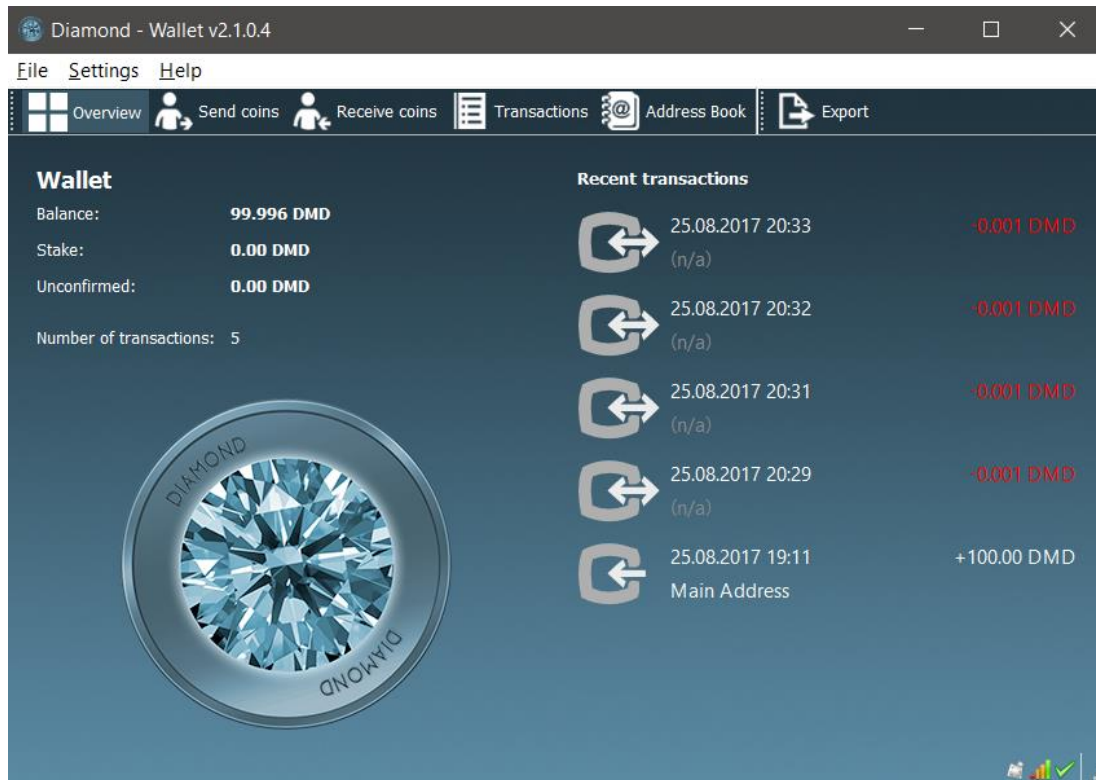 Diamond - Wallet v2.1.0.4
File Settings Help
Overview Send coins Receive coins Transactions Address Book Export
Wallet
Balance: 99.996 DMD
Stake: 0.00 DMD
Unconfirmed: 0.00 DMD
Number of transactions: 5
DIAMOND
DIAMOND
Recent transactions
25.08.2017 20:33 -0.001 DMD
(n/a)
25.08.2017 20:32 -0.001 DMD
(n/a)
25.08.2017 20:31 -0.001 DMD
(n/a)
25.08.2017 20:29 -0.001 DMD
(n/a)
25.08.2017 19:11 +100.00 DMD
Main Address